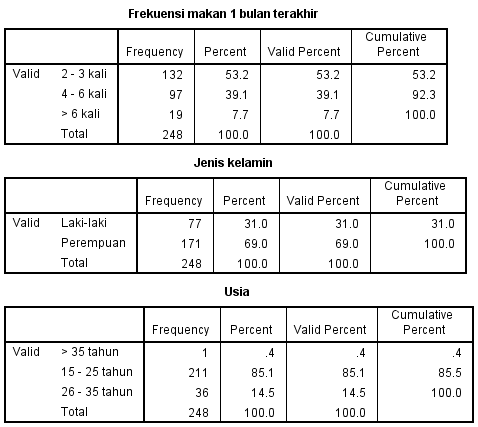 Frekuensi makan 1 bulan terakhir
Frequency Percent Valid Percent Cumulative Percent
Valid 2 - 3 kali 132 53.2 53.2 53.2
4 - 6 kali 97 39.1 39.1 92.3
> 6 kali 19 7.7 7.7 100.0
Total 248 100.0 100.0
Jenis kelamin
Frequency Percent Valid Percent Cumulative Percent
Valid Laki-laki 77 31.0 31.0 31.0
Perempuan 171 69.0 69.0 100.0
Total 248 100.0 100.0
Usia
Frequency Percent Valid Percent Cumulative Percent
Valid > 35 tahun 1 .4 .4 .4
15 - 25 tahun 211 85.1 85.1 85.5
26 - 35 tahun 36 14.5 14.5 100.0
Total 248 100.0 100.0